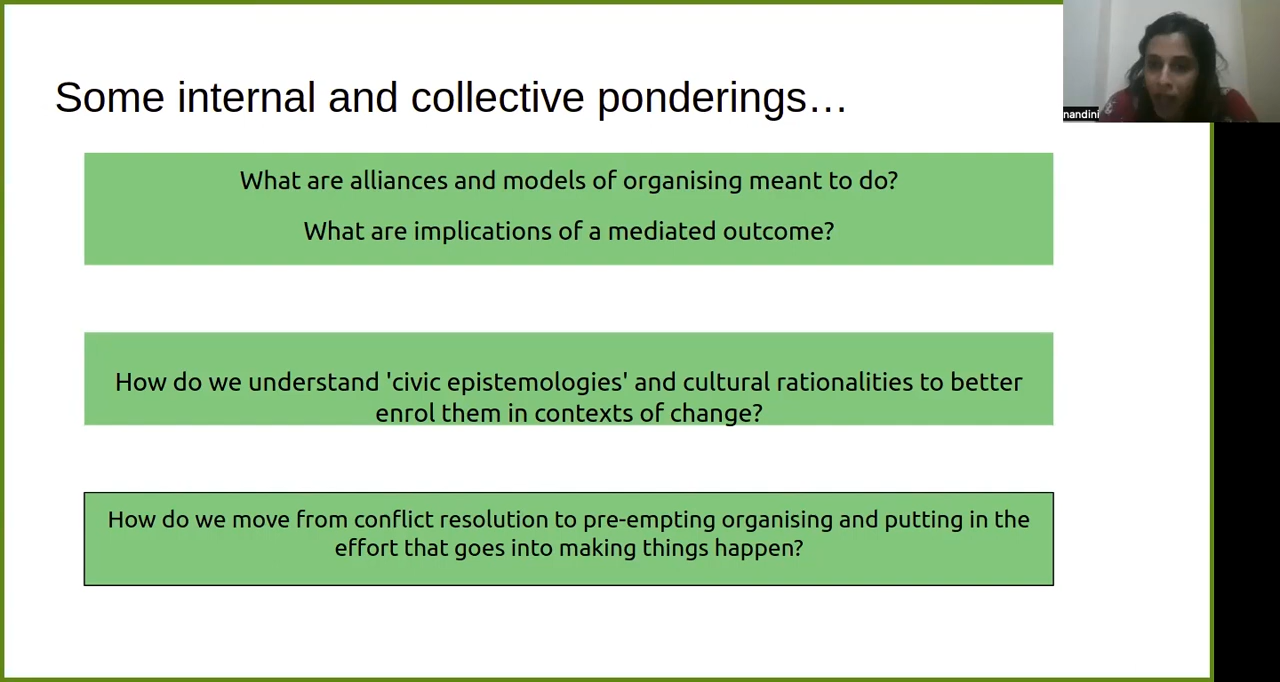 Some internal and collective ponderings…
nandini
What are alliances and models of organising meant to do?
What are implications of a mediated outcome?
How do we understand 'civic epistemologies' and cultural rationalities to better
enrol them in contexts of change?
How do we move from conflict resolution to pre-empting organising and putting in the
effort that goes into making things happen?